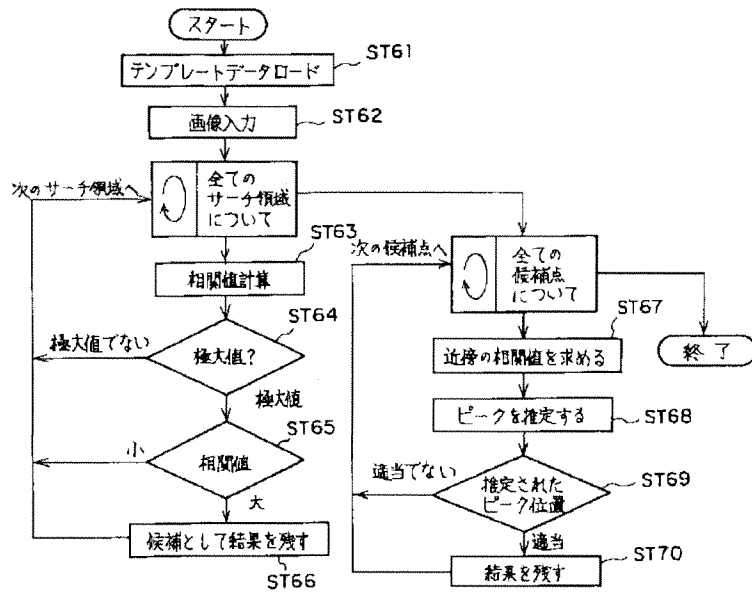 スタート
テンプレートデータロード
ST61
画像入力
ST62
次のサーチ領域へ
全ての
サーチ領域
について
ST63
相関値計算
ST64
極大値?
極大値でない
極大値
ST65
相関値
小
大
候補として結果を残す
ST66
次の候補点へ
全ての
候補点
について
ST67
近傍の相関値を求める
終了
ピークを推定する
ST68
適当でない
推定された
ピーク位置
ST69
適当
ST70
結果を残す